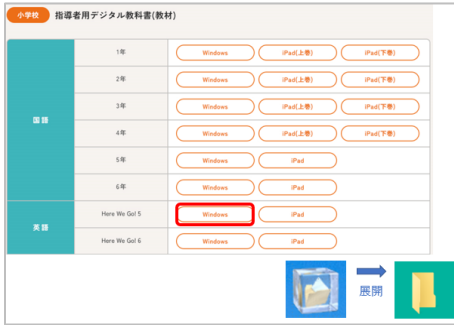 小学校 指導者用デジタル教科書(教材)
国語
1年 Windows iPad(上巻) iPad(下巻)
2年 Windows iPad(上巻) iPad(下巻)
3年 Windows iPad(上巻) iPad(下巻)
4年 Windows iPad(上巻) iPad(下巻)
5年 Windows iPad
6年 Windows iPad
英語
Here We Go! 5 Windows iPad
Here We Go! 6 Windows iPad
展開